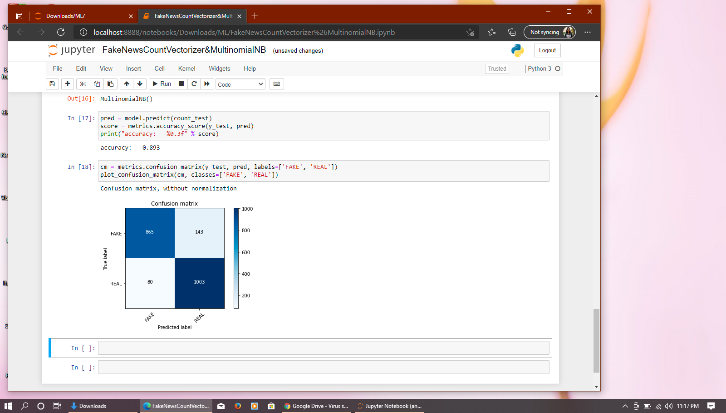 Downloads/ML/
FakeNewsCountVectorizer&Mult
localhost:8888/notebooks/Downloads/ML/FakeNewsCountVectorizer%26MultinomialNB.ipynb
Not syncing
jupyter FakeNewsCountVectorizer&MultinomialNB (unsaved changes)
Logout
File Edit View Insert Cell Kernel Widgets Help
Trusted
Python 3
Run
Code
Out[16]: MultinomialNB()
In [17]: pred = model.predict(count_test)
score = metrics.accuracy_score(y_test, pred)
print("accuracy: %0.3f" % score)
accuracy: 0.893
In [18]: cm = metrics.confusion_matrix(y_test, pred, labels=['FAKE', 'REAL'])
plot_confusion_matrix(cm, classes=['FAKE', 'REAL'])
Confusion matrix, without normalization
Confusion matrix
1000
800
600
400
200
FAKE
865
143
True label
REAL
80
1003
FAKE
REAL
Predicted label
In [ ]:
In [ ]:
Downloads
FakeNewsCountVecto...
Google Drive - Virus s...
Jupyter Notebook (an...
11:17 PM